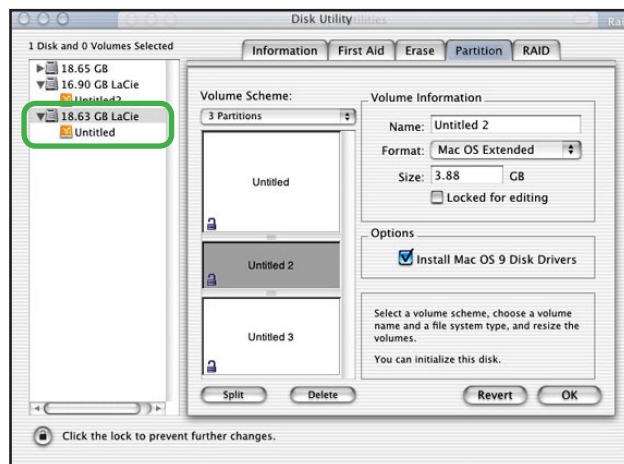 Disk Utility
1 Disk and 0 Volumes Selected
Information
First Aid
Erase
Partition
RAID
18.65 GB
16.90 GB LaCie
Untitled2
18.63 GB LaCie
Untitled
Volume Scheme:
3 Partitions
Untitled
Untitled 2
Untitled 3
Split
Delete
Volume Information
Name: Untitled 2
Format: Mac OS Extended
Size: 3.88 GB
Locked for editing
Options
Install Mac OS 9 Disk Drivers
Select a volume scheme, choose a volume
name and a file system type, and resize the
volumes.
You can initialize this disk.
Revert
OK
Click the lock to prevent further changes.